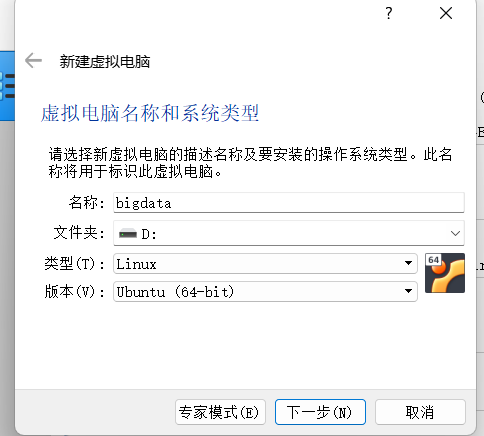 ?
新建虚拟电脑
虚拟电脑名称和系统类型
请选择新虚拟电脑的描述名称及要安装的操作系统类型。此名
称将用于标识此虚拟电脑。
名称: bigdata
文件夹: D:
类型(T): Linux
64
版本(V): Ubuntu (64-bit)
专家模式(E) 下一步(N) 取消